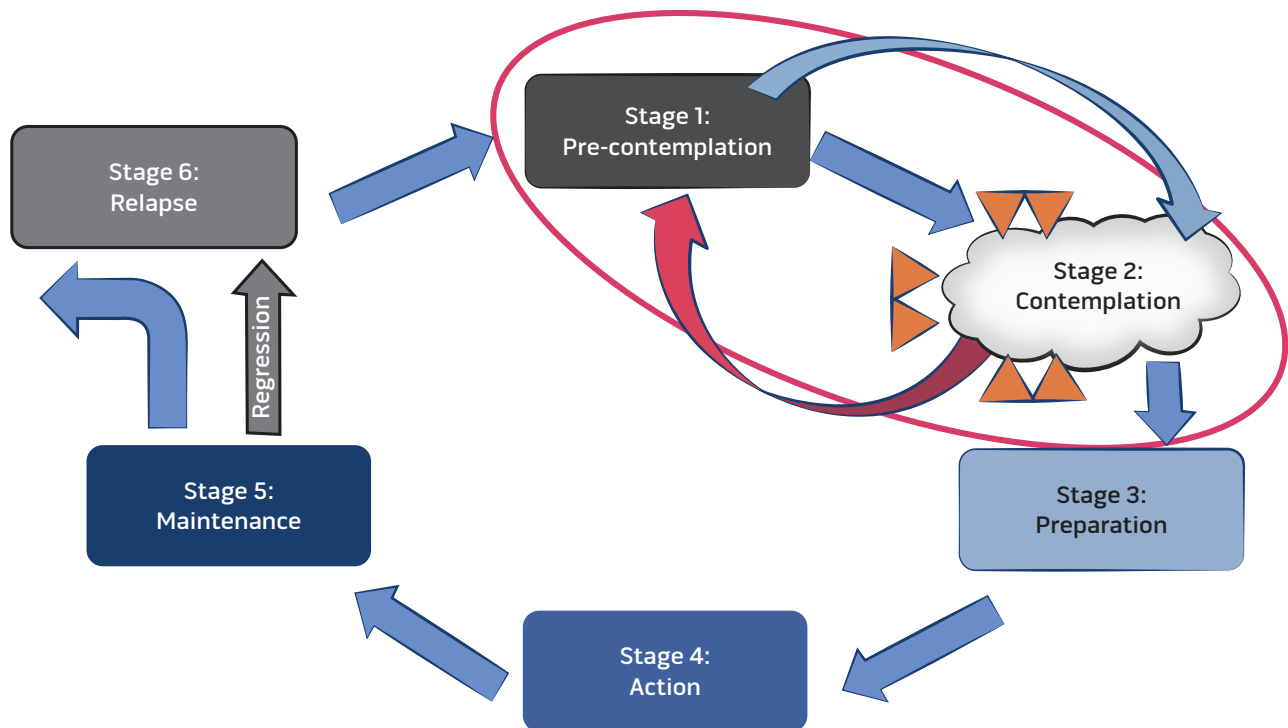 Stage 1:
Pre-contemplation
Stage 2:
Contemplation
Stage 3:
Preparation
Stage 4:
Action
Stage 5:
Maintenance
Regression
Stage 6:
Relapse